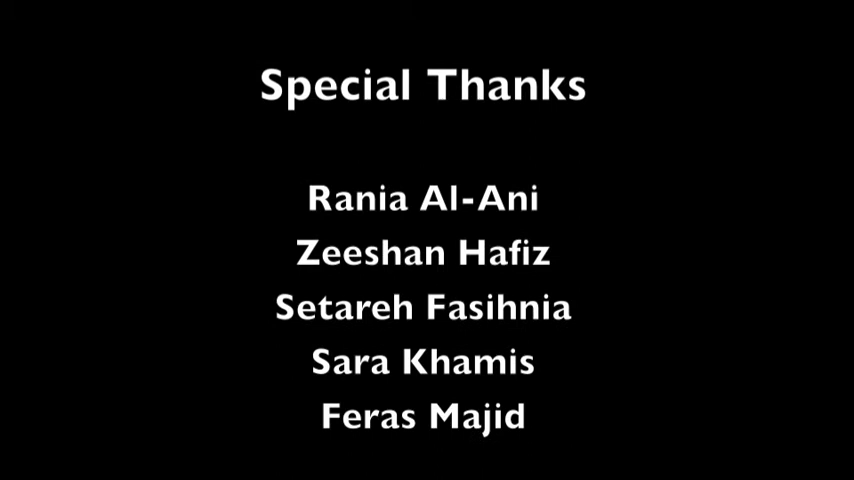 Special Thanks
Rania Al-Ani
Zeeshan Hafiz
Setareh Fasihnia
Sara Khamis
Feras Majid